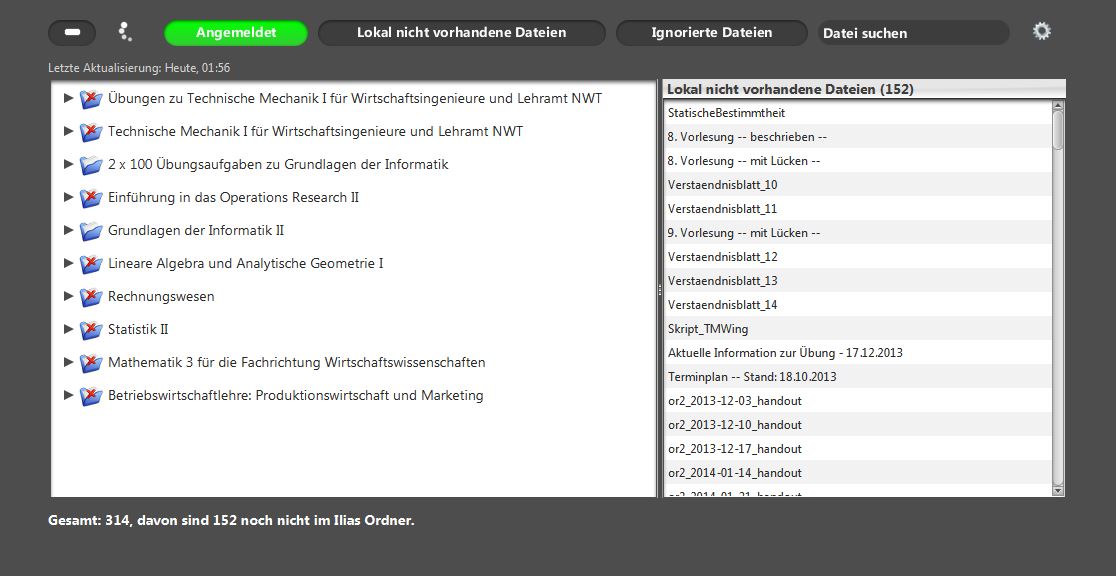 Angemeldet
Lokal nicht vorhandene Dateien
Ignorierte Dateien
Datei suchen
Letzte Aktualisierung: Heute, 01:56
Übungen zu Technische Mechanik I für Wirtschaftsingenieure und Lehramt NWT
Technische Mechanik I für Wirtschaftsingenieure und Lehramt NWT
2 x 100 Übungsaufgaben zu Grundlagen der Informatik
Einführung in das Operations Research II
Grundlagen der Informatik II
Lineare Algebra und Analytische Geometrie I
Rechnungswesen
Statistik II
Mathematik 3 für die Fachrichtung Wirtschaftswissenschaften
Betriebswirtschaftlehre: Produktionswirtschaft und Marketing
Lokal nicht vorhandene Dateien (152)
StatischeBestimmtheit
8. Vorlesung -- beschrieben --
8. Vorlesung -- mit Lücken --
Verstaendnisblatt_10
Verstaendnisblatt_11
9. Vorlesung -- mit Lücken --
Verstaendnisblatt_12
Verstaendnisblatt_13
Verstaendnisblatt_14
Skript_TMWing
Aktuelle Information zur Übung - 17.12.2013
Terminplan -- Stand: 18.10.2013
or2_2013-12-03_handout
or2_2013-12-10_handout
or2_2013-12-17_handout
or2_2014-01-14_handout
or2_2014-01-21_handout
Gesamt: 314, davon sind 152 noch nicht im Ilias Ordner.